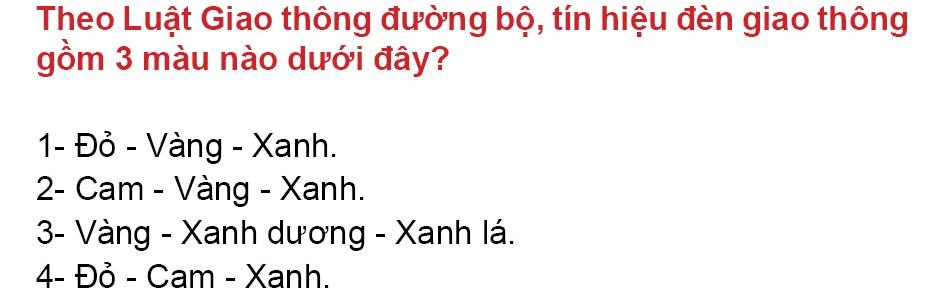 Theo Luật Giao thông đường bộ, tín hiệu đèn giao thông
gồm 3 màu nào dưới đây?
1- Đỏ - Vàng - Xanh.
2- Cam - Vàng - Xanh.
3- Vàng - Xanh dương - Xanh lá.
4- Đỏ - Cam - Xanh.